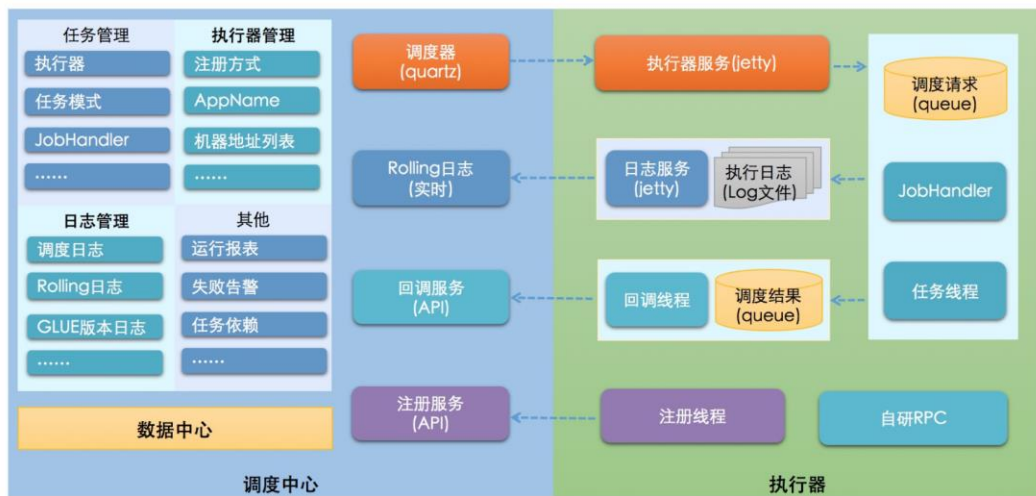 任务管理
执行器
任务模式
JobHandler
······
执行器管理
注册方式
AppName
机器地址列表
······
日志管理
调度日志
Rolling日志
GLUE版本日志
······
其他
运行报表
失败告警
任务依赖
······
数据中心
调度器
(quartz)
Rolling日志
(实时)
回调服务
(API)
注册服务
(API)
调度中心
执行器服务(jetty)
日志服务
(jetty)
执行日志
(Log文件)
回调线程
调度结果
(queue)
注册线程
调度请求
(queue)
JobHandler
任务线程
自研RPC
执行器